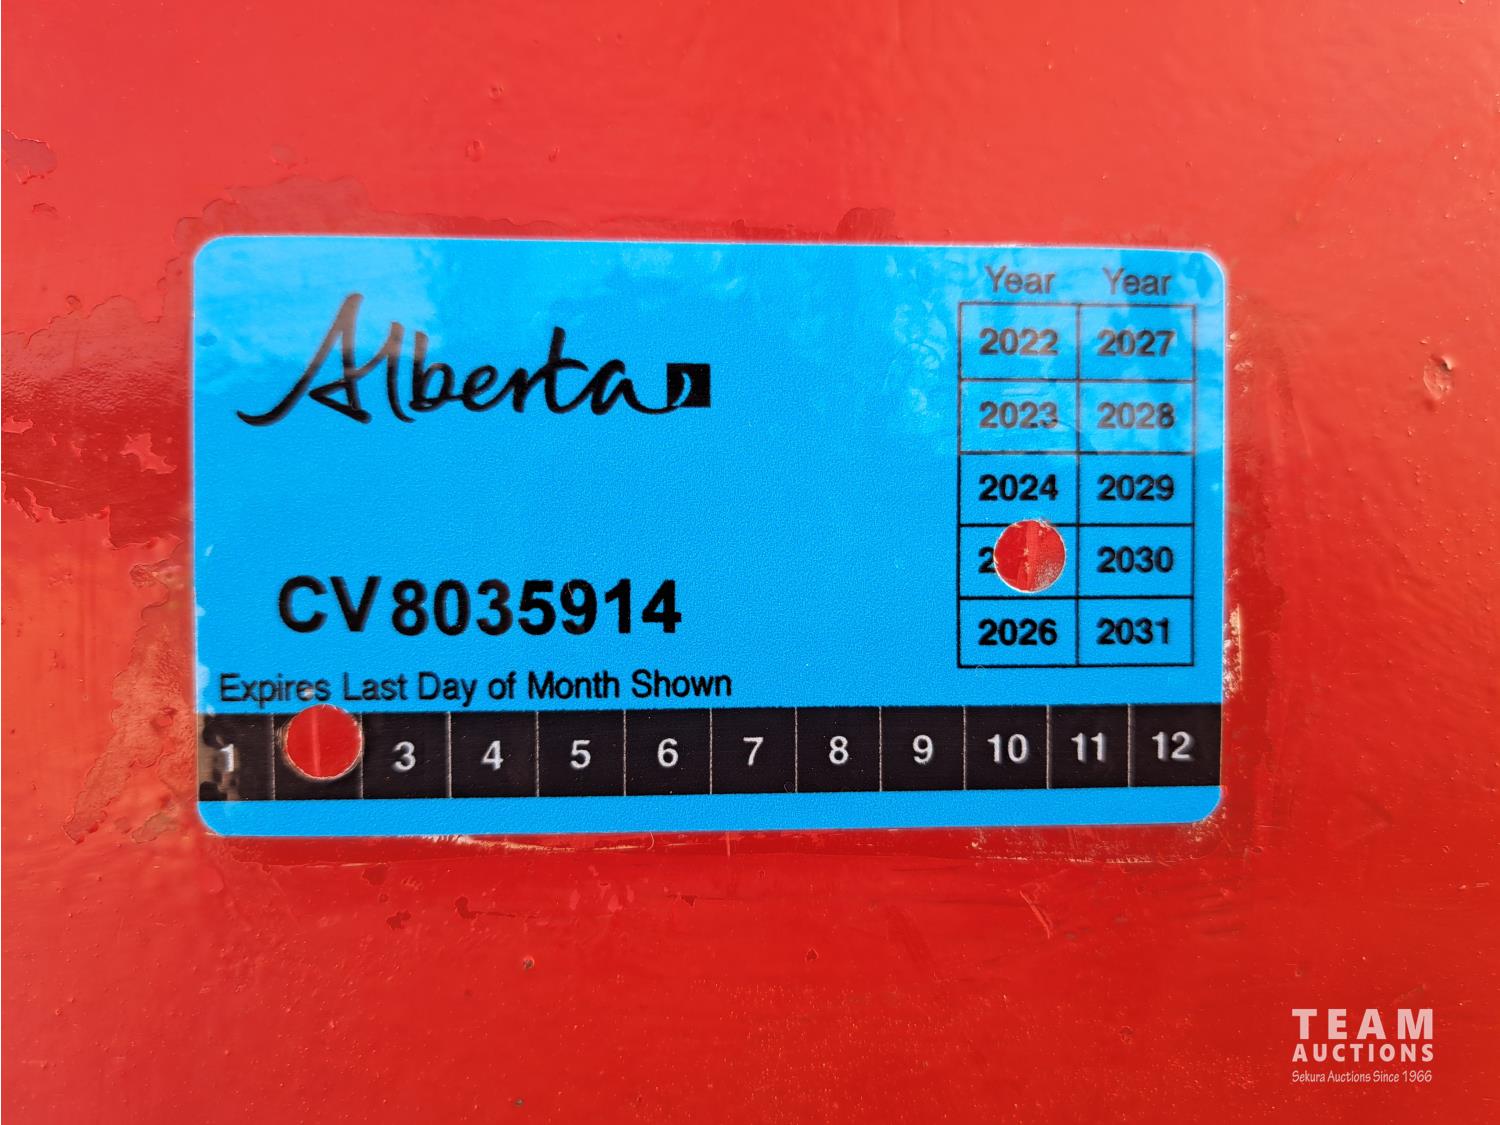 Alberta
Year Year
2022 2027
2023 2028
2024 2029
2030
2026 2031
CV8035914
Expires Last Day of Month Shown
1 3 4 5 6 7 8 9 10 11 12
TEAM
AUCTIONS
Sekura Auctions Since 1966